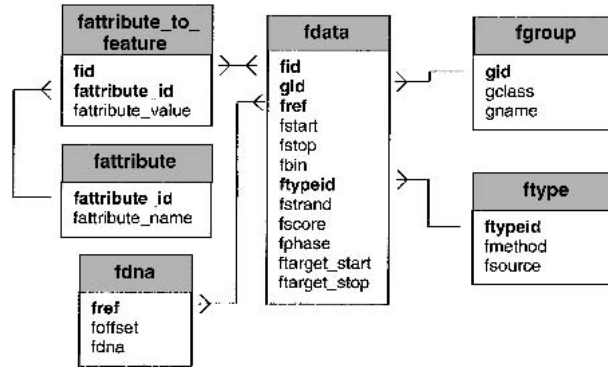 fattribute_to_
feature
fid
fattribute_id
fattribute_value
fattribute
fattribute_id
fattribute_name
fdna
fref
foffset
fdna
fdata
fid
gid
fref
fstart
fstop
fbin
ftypeid
fstrand
fscore
fphase
ftarget_start
ftarget_stop
fgroup
gid
gclass
gname
ftype
ftypeid
fmethod
fsource